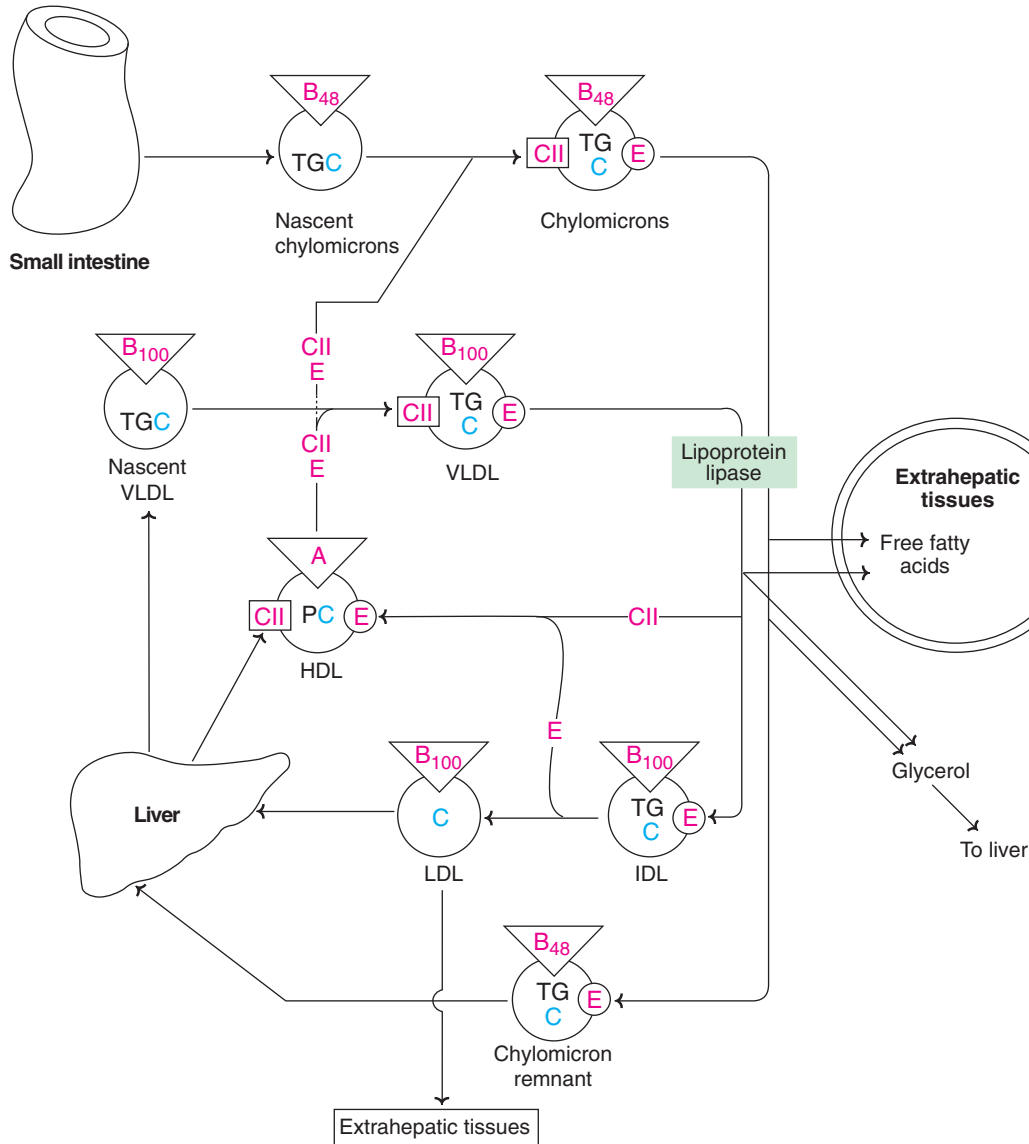 B48
B48
TGC
CII
TG
C
E
Nascent
chylomicrons
Chylomicrons
Small intestine
B100
CII
E
B100
TGC
CII
TG
C
E
CII
E
Nascent
VLDL
VLDL
Lipoprotein
lipase
Extrahepatic
tissues
Free fatty
acids
A
CII
PC
E
CII
HDL
E
B100
B100
Liver
C
TG
C
E
LDL
IDL
Glycerol
To liver
B48
TG
C
E
Chylomicron
remnant
Extrahepatic tissues